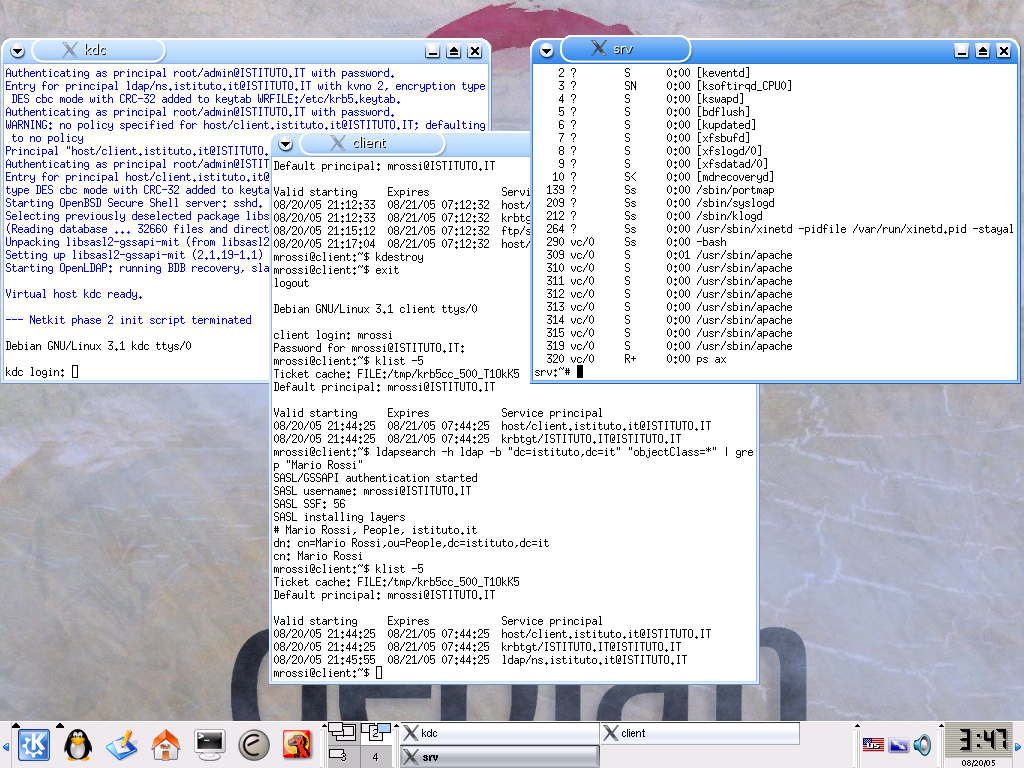 kdc
Authenticating as principal root/admin@ISTITUTO.IT with password.
Entry for principal ldap/ns.istituto.it@ISTITUTO.IT with kvno 2, encryption type
DES cbc mode with CRC-32 added to keytab WRFILE:/etc/krb5.keytab.
Authenticating as principal root/admin@ISTITUTO.IT with password.
WARNING: no policy specified for host/client.istituto.it@ISTITUTO.IT; defaulting
to no policy
Principal "host/client.istituto.it@ISTITUTO.
Authenticating as principal root/admin@ISTIT
Entry for principal host/client.istituto.it@
type DES cbc mode with CRC-32 added to keyta
Starting OpenBSD Secure Shell server: sshd.
Selecting previously deselected package libs
(Reading database ... 32660 files and direct
Unpacking libsasl2-gssapi-mit (from libsasl2
Setting up libsasl2-gssapi-mit (2.1.19-1.1)
Starting OpenLDAP: running BDB recovery, sla
Virtual host kdc ready.
--- Netkit phase 2 init script terminated
Debian GNU/Linux 3.1 kdc ttys/0
kdc login:
client
Default principal: mrossi@ISTITUTO.IT
Valid starting Expires Servi
08/20/05 21:12:33 08/21/05 07:12:32 host/
08/20/05 21:12:33 08/21/05 07:12:32 krbtg
08/20/05 21:15:12 08/21/05 07:12:32 ftp/s
08/20/05 21:17:04 08/21/05 07:12:32 host/
mrossi@client:~$ kdestroy
mrossi@client:~$ exit
logout
Debian GNU/Linux 3.1 client ttys/0
client login: mrossi
Password for mrossi@ISTITUTO.IT:
mrossi@client:~$ klist -5
Ticket cache: FILE:/tmp/krb5cc_500_T1OkK5
Default principal: mrossi@ISTITUTO.IT
Valid starting Expires Service principal
08/20/05 21:44:25 08/21/05 07:44:25 host/client.istituto.it@ISTITUTO.IT
08/20/05 21:44:25 08/21/05 07:44:25 krbtgt/ISTITUTO.IT@ISTITUTO.IT
mrossi@client:~$ ldapsearch -h ldap -b "dc=istituto,dc=it" "objectClass=*" | gre
p "Mario Rossi"
SASL/GSSAPI authentication started
SASL username: mrossi@ISTITUTO.IT
SASL SSF: 56
SASL installing layers
# Mario Rossi, People, istituto.it
dn: cn=Mario Rossi,ou=People,dc=istituto,dc=it
cn: Mario Rossi
mrossi@client:~$ klist -5
Ticket cache: FILE:/tmp/krb5cc_500_T1OkK5
Default principal: mrossi@ISTITUTO.IT
Valid starting Expires Service principal
08/20/05 21:44:25 08/21/05 07:44:25 host/client.istituto.it@ISTITUTO.IT
08/20/05 21:44:25 08/21/05 07:44:25 krbtgt/ISTITUTO.IT@ISTITUTO.IT
08/20/05 21:45:55 08/21/05 07:44:25 ldap/ns.istituto.it@ISTITUTO.IT
mrossi@client:~$
srv
2 ? S 0:00 [keventd]
3 ? SN 0:00 [ksoftirqd_CPU0]
4 ? S 0:00 [kswapd]
5 ? S 0:00 [bdflush]
6 ? S 0:00 [kupdated]
7 ? S 0:00 [xfsbufd]
8 ? S 0:00 [xfslogd/0]
9 ? S 0:00 [xfsdatad/0]
10 ? S< 0:00 [mdrecoveryd]
139 ? Ss 0:00 /sbin/portmap
209 ? Ss 0:00 /sbin/syslogd
212 ? Ss 0:00 /sbin/klogd
264 ? Ss 0:00 /usr/sbin/xinetd -pidfile /var/run/xinetd.pid -stayal
290 vc/0 Ss 0:00 -bash
309 vc/0 S 0:01 /usr/sbin/apache
310 vc/0 S 0:00 /usr/sbin/apache
311 vc/0 S 0:00 /usr/sbin/apache
312 vc/0 S 0:00 /usr/sbin/apache
313 vc/0 S 0:00 /usr/sbin/apache
314 vc/0 S 0:00 /usr/sbin/apache
315 vc/0 S 0:00 /usr/sbin/apache
319 vc/0 S 0:00 /usr/sbin/apache
320 vc/0 R+ 0:00 ps ax
srv:~#
debian
2
3 4
kdc client
srv
3:47
08/20/05